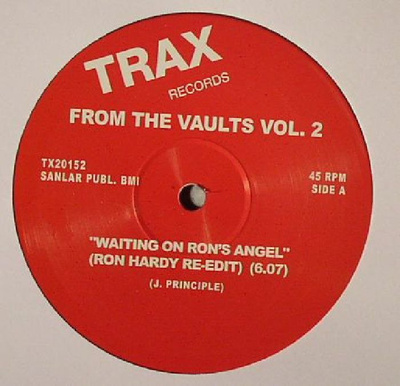 TRAX
RECORDS
FROM THE VAULTS VOL. 2
TX20152
SANLAR PUBL. BMI
45 RPM
SIDE A
"WAITING ON RON'S ANGEL"
(RON HARDY RE-EDIT) (6.07)
(J. PRINCIPLE)